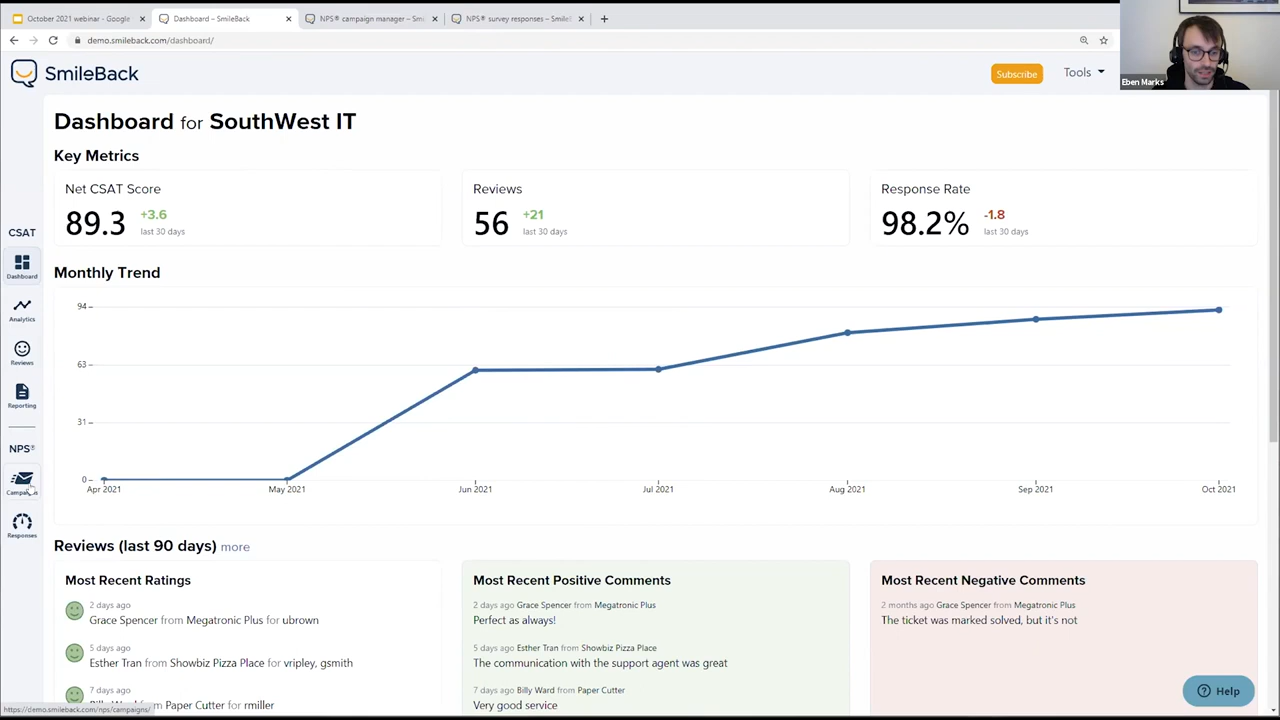 October 2021 webinar - Google
Dashboard – SmileBack
NPS® campaign manager – Smi
NPS® survey responses – SmileB
demo.smileback.com/dashboard/
Eben Marks
SmileBack
Subscribe
Tools
Dashboard for SouthWest IT
Key Metrics
Net CSAT Score
89.3
+3.6
last 30 days
Reviews
56
+21
last 30 days
Response Rate
98.2%
-1.8
last 30 days
CSAT
Dashboard
Analytics
Reviews
Reporting
NPS®
Campaigns
Responses
Monthly Trend
94
63
31
0
Apr 2021
May 2021
Jun 2021
Jul 2021
Aug 2021
Sep 2021
Oct 2021
Reviews (last 90 days) more
Most Recent Ratings
2 days ago
Grace Spencer from Megatronic Plus for ubrown
5 days ago
Esther Tran from Showbiz Pizza Place for vripley, gsmith
7 days ago
Billy Ward from Paper Cutter for rmiller
Most Recent Positive Comments
2 days ago Grace Spencer from Megatronic Plus
Perfect as always!
5 days ago Esther Tran from Showbiz Pizza Place
The communication with the support agent was great
7 days ago Billy Ward from Paper Cutter
Very good service
Most Recent Negative Comments
2 months ago Grace Spencer from Megatronic Plus
The ticket was marked solved, but it's not
Help
https://demo.smileback.com/nps/campaigns/